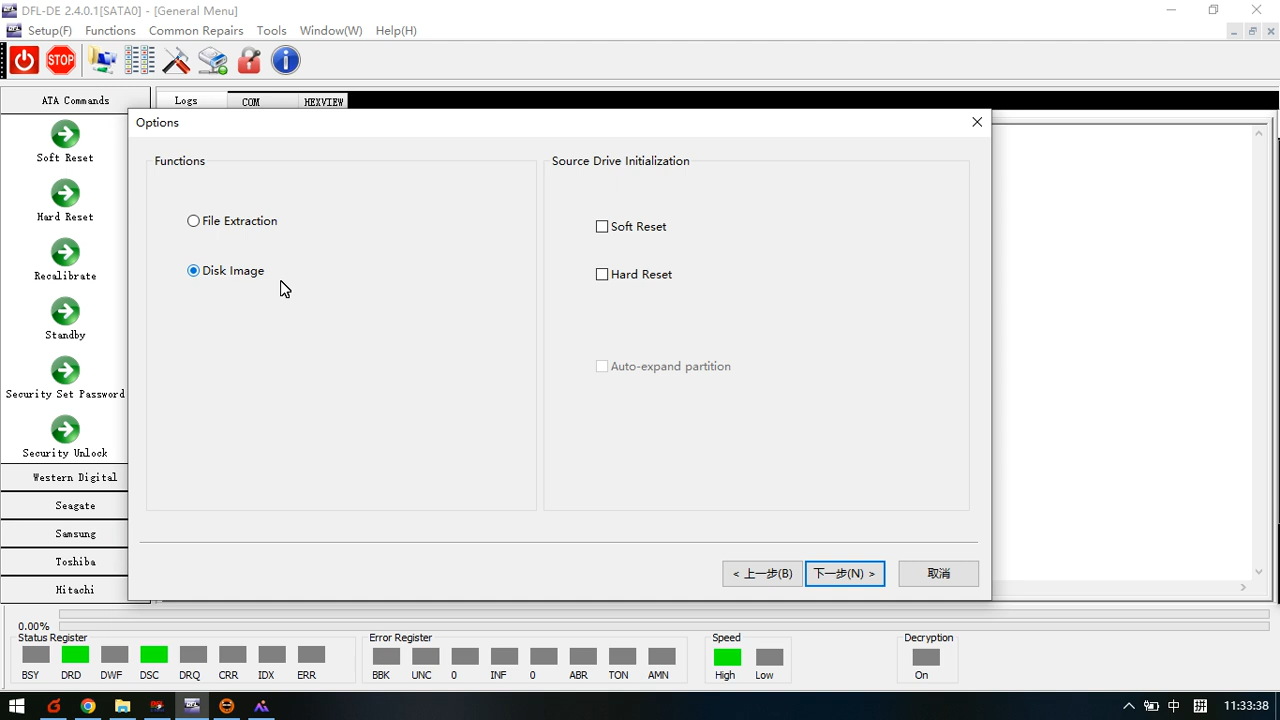 DFL-DE 2.4.0.1[SATA0] - [General Menu]
Setup(F) Functions Common Repairs Tools Window(W) Help(H)
STOP
ATA Commands
Logs COM HEXVIEW
Soft Reset
Hard Reset
Recalibrate
Standby
Security Set Password
Security Unlock
Western Digital
Seagate
Samsung
Toshiba
Hitachi
Options
Functions
File Extraction
Disk Image
Source Drive Initialization
Soft Reset
Hard Reset
Auto-expand partition
< 上一步(B) 下一步(N) > 取消
0.00%
Status Register
BSY DRD DWF DSC DRQ CRR IDX ERR
Error Register
BBK UNC 0 INF 0 ABR TON AMN
Speed
High Low
Decryption
On
中 拼 11:33:38